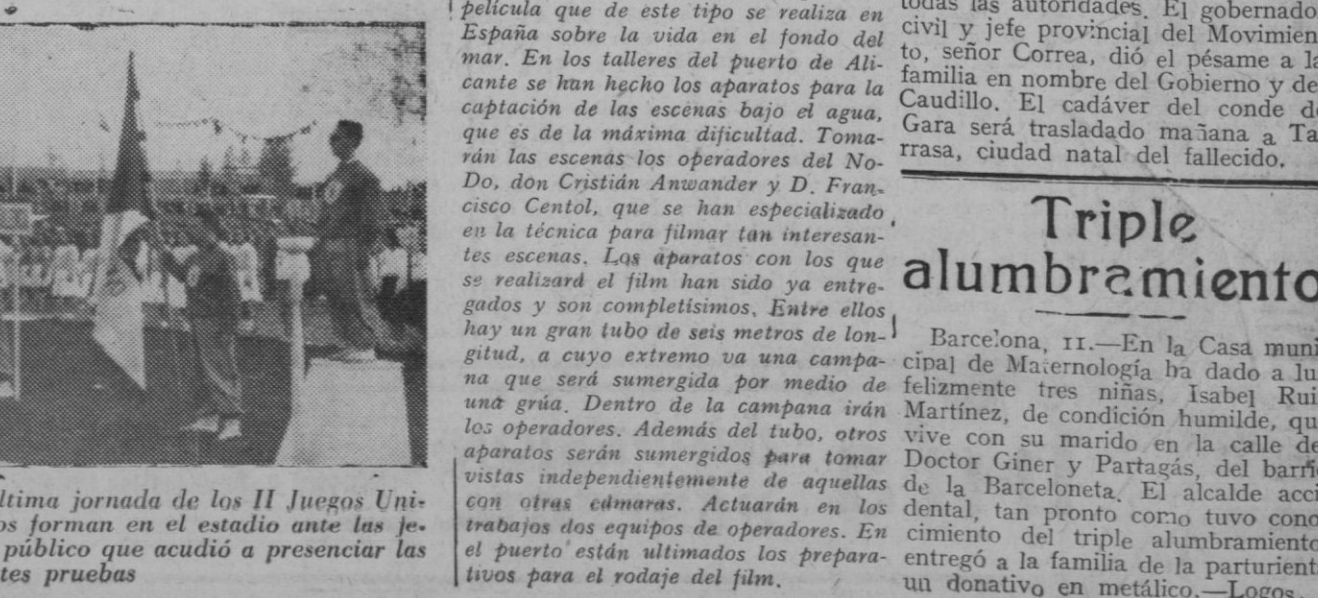 ltima jornada de los II Juegos Uni-
os forman en el estadio ante las je-
público que acudió a presenciar las
tes pruebas
película que de este tipo se realiza en
España sobre la vida en el fondo del
mar. En los talleres del puerto de Ali-
cante se han hecho los aparatos para la
captación de las escenas bajo el agua,
que es de la máxima dificultad. Toma-
rán las escenas los operadores del No-
Do, don Cristián Anwander y D. Fran-
cisco Centol, que se han especializado
en la técnica para filmar tan interesan-
tes escenas. Los aparatos con los que
se realizará el film han sido ya entre-
gados y son completísimos. Entre ellos
hay un gran tubo de seis metros de lon-
gitud, a cuyo extremo va una campa-
na que será sumergida por medio de
una grúa. Dentro de la campana irán
los operadores. Además del tubo, otros
aparatos serán sumergidos para tomar
vistas independientemente de aquellas
con otras cámaras. Actuarán en los
trabajos dos equipos de operadores. En
el puerto están ultimados los prepara-
tivos para el rodaje del film.
todas las autoridades. El gobernado
civil y jefe provincial del Movimien
to, señor Correa, dió el pésame a la
familia en nombre del Gobierno y de
Caudillo. El cadáver del conde d
Gara será trasladado mañana a Ta
rrasa, ciudad natal del fallecido.
Triple
alumbramiento
Barcelona, 11.—En la Casa muni
cipal de Maternología ha dado a lu
felizmente tres niñas, Isabel Rui
Martínez, de condición humilde, qu
vive con su marido en la calle de
Doctor Giner y Partagás, del barri
de la Barceloneta. El alcalde acci
dental, tan pronto como tuvo cono
cimiento del triple alumbramiento
entregó a la familia de la parturient
un donativo en metálico.—Logos.